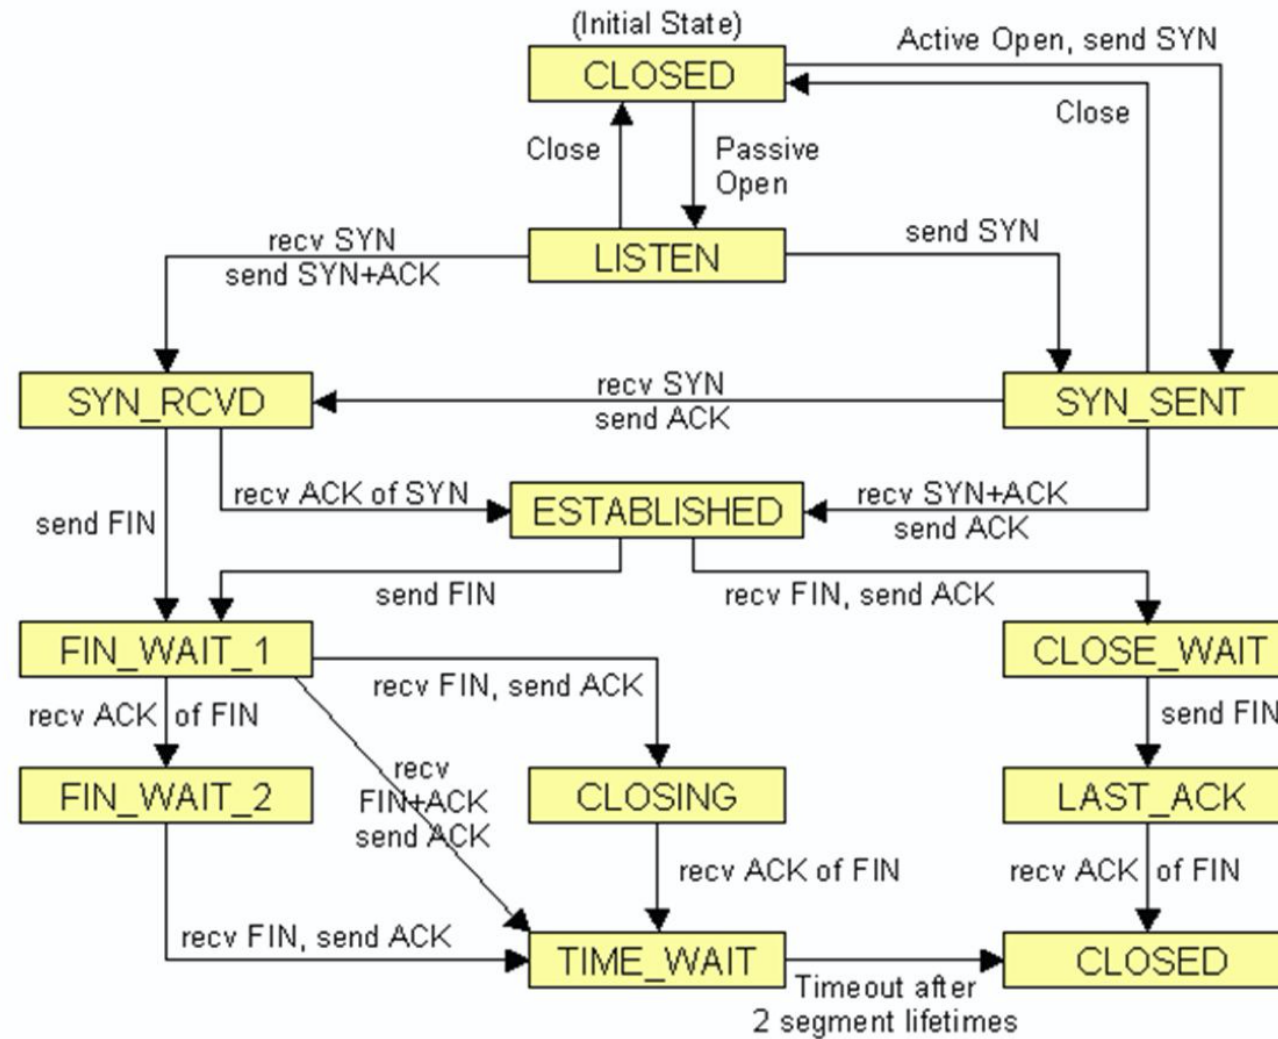 (Initial State)
CLOSED
Active Open, send SYN
Close
Close
Passive
Open
LISTEN
send SYN
recv SYN
send SYN+ACK
SYN_RCVD
recv SYN
send ACK
SYN_SENT
recv ACK of SYN
ESTABLISHED
recv SYN+ACK
send ACK
send FIN
send FIN
recv FIN, send ACK
FIN_WAIT_1
CLOSE_WAIT
recv FIN, send ACK
recv ACK of FIN
send FIN
recv
FIN+ACK
send ACK
FIN_WAIT_2
CLOSING
LAST_ACK
recv ACK of FIN
recv ACK of FIN
recv FIN, send ACK
TIME_WAIT
CLOSED
Timeout after
2 segment lifetimes